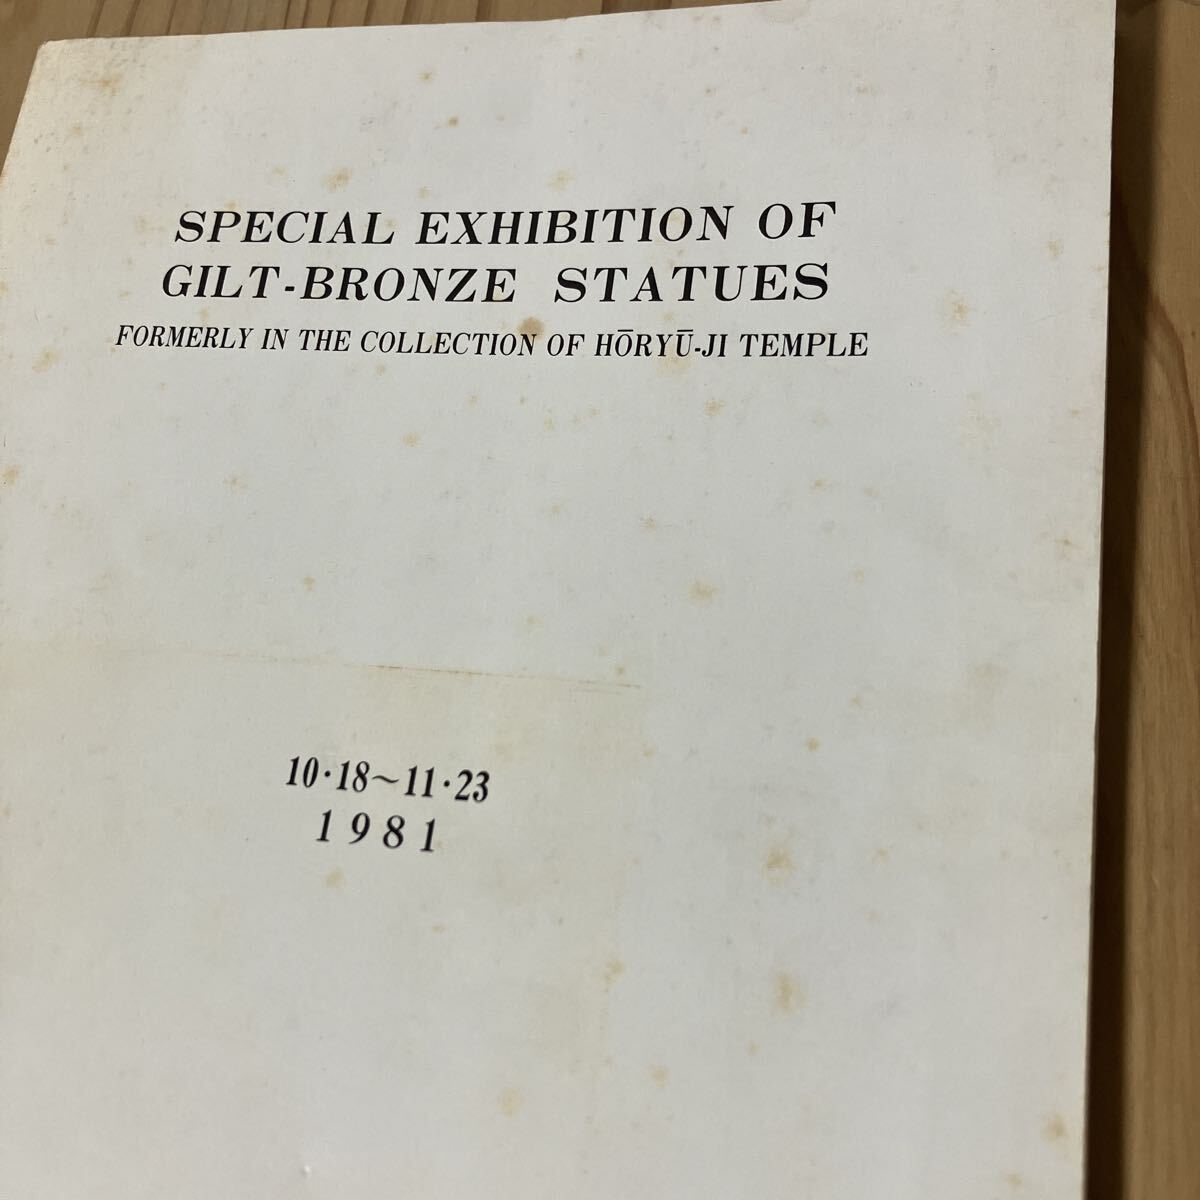 SPECIAL EXHIBITION OF
GILT-BRONZE STATUES
FORMERLY IN THE COLLECTION OF HŌRYŪ-JI TEMPLE
10·18～11·23
1981